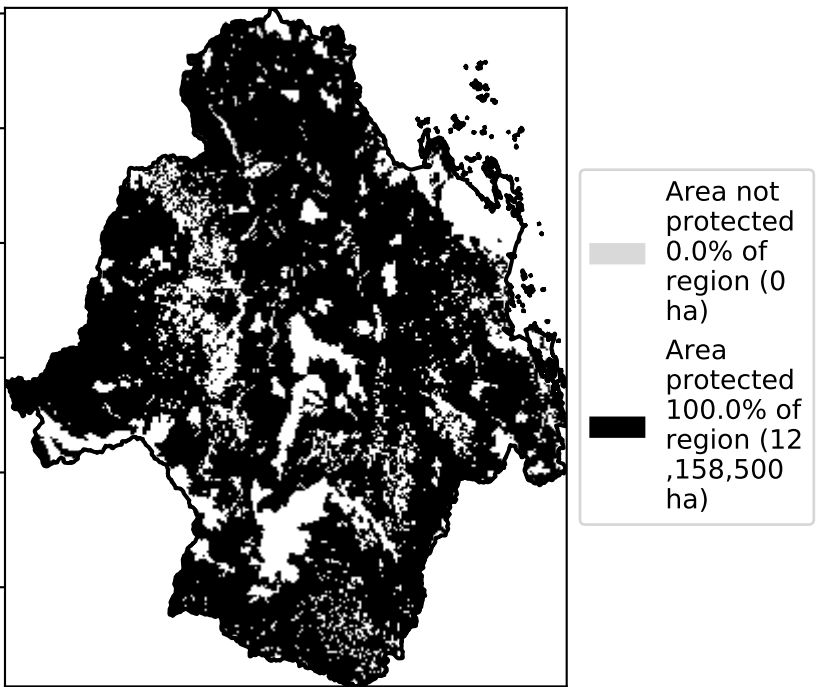 Area not
protected
0.0% of
region (0
ha)
Area
protected
100.0% of
region (12
,158,500
ha)